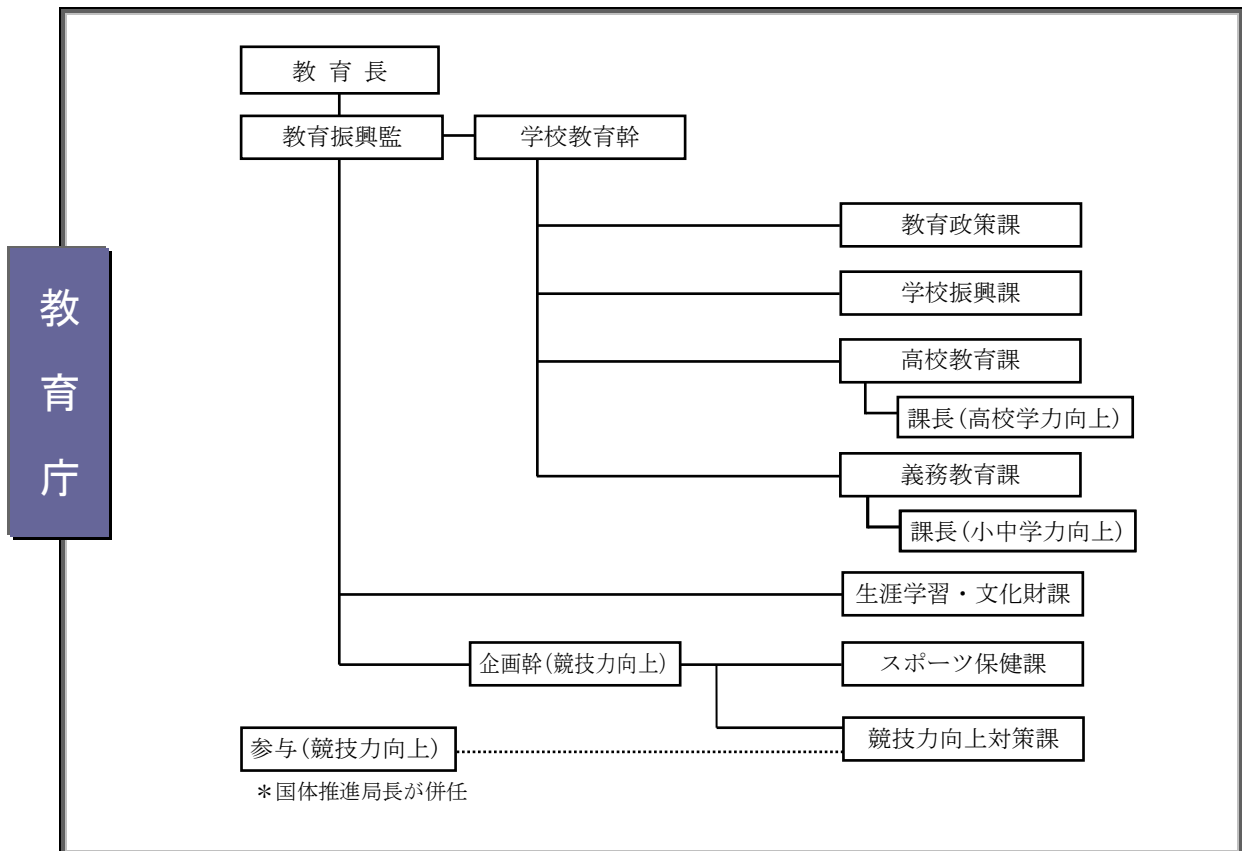 教育庁
教 育 長
教育振興監
学校教育幹
教育政策課
学校振興課
高校教育課
課長(高校学力向上)
義務教育課
課長(小中学力向上)
生涯学習・文化財課
企画幹(競技力向上)
スポーツ保健課
参与(競技力向上)
競技力向上対策課
＊国体推進局長が併任